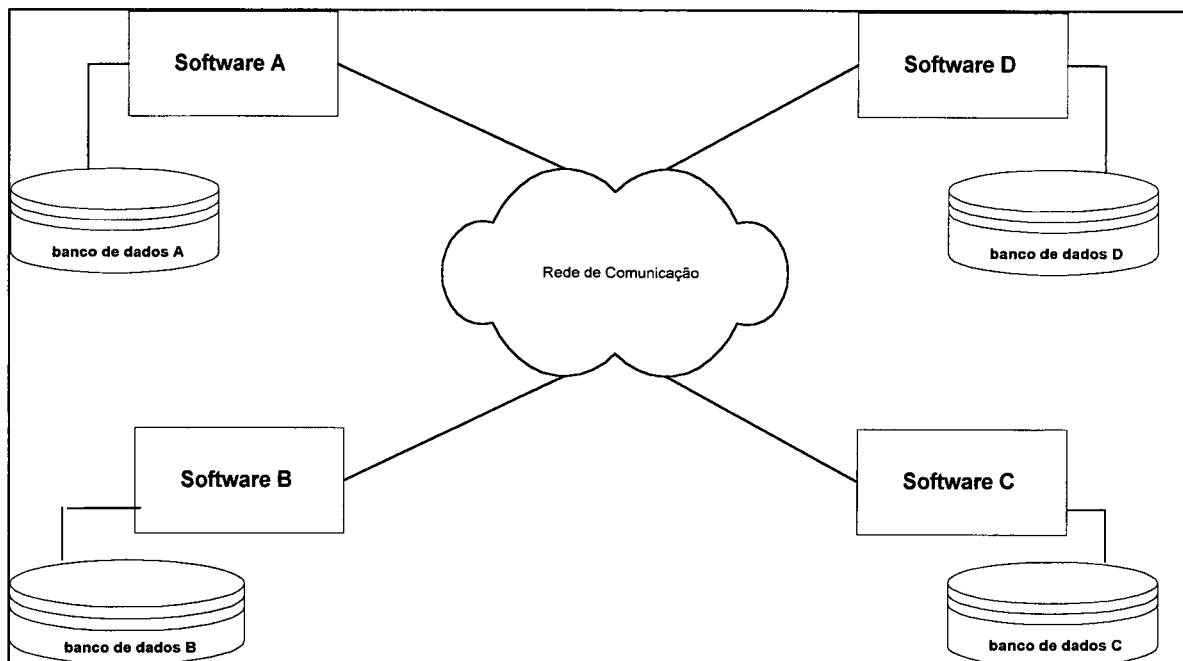 Software A
Software D
banco de dados A
banco de dados D
Rede de Comunicação
Software B
Software C
banco de dados B
banco de dados C